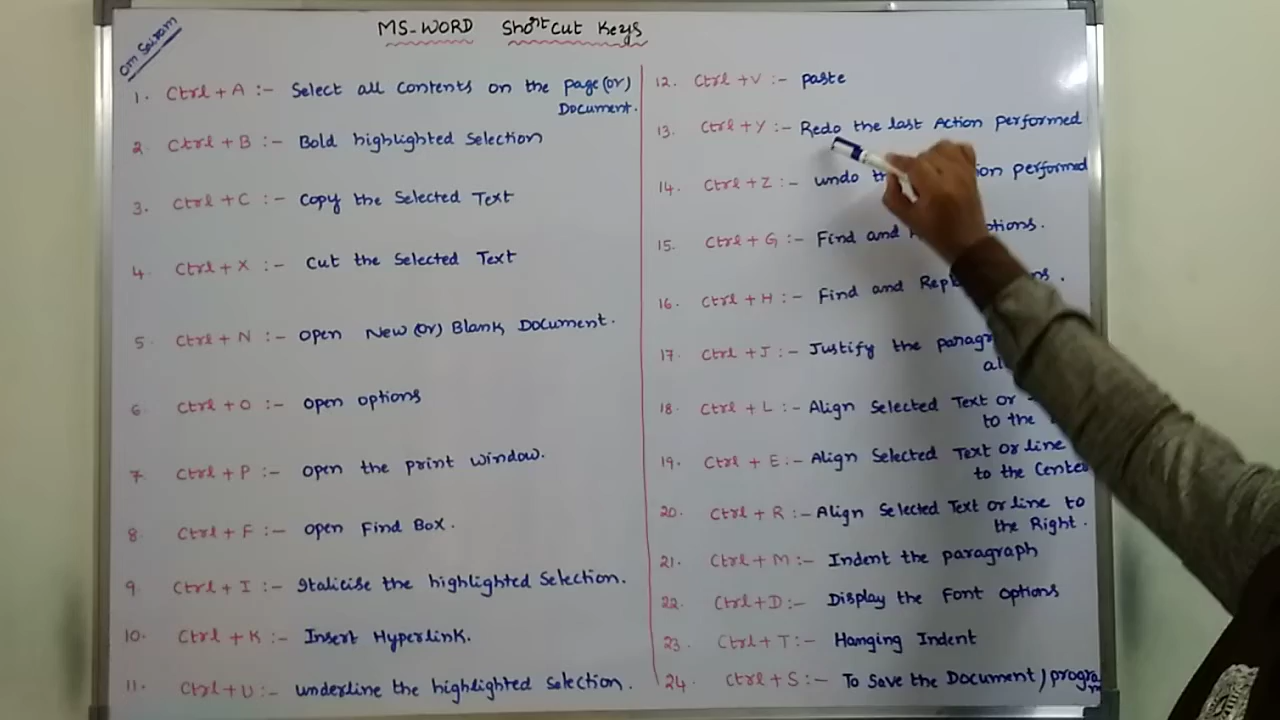 om Sairam
MS-WORD Shortcut Keys
1. Ctrl + A :- Select all contents on the page (or)
Document.
2. Ctrl + B :- Bold highlighted Selection
3. Ctrl + C :- Copy the Selected Text
4. Ctrl + X :- Cut the Selected Text
5. Ctrl + N :- Open New (or) Blank Document.
6. Ctrl + O :- Open options
7. Ctrl + P :- Open the print window.
8. Ctrl + F :- Open Find Box.
9. Ctrl + I :- Italicise the highlighted Selection.
10. Ctrl + K :- Insert Hyperlink.
11. Ctrl + U :- underline the highlighted selection.
12. Ctrl + V :- paste
13. Ctrl + Y :- Redo the last Action performed
14. Ctrl + Z :- undo performed
15. Ctrl + G :- Find and
16. Ctrl + H :- Find and
17. Ctrl + J :- Justify the
18. Ctrl + L :- Align Selected Text or
to the
19. Ctrl + E :- Align Selected Text or line
to the Center
20. Ctrl + R :- Align Selected Text or line to
the Right.
21. Ctrl + M :- Indent the paragraph
22. Ctrl + D :- Display the Font options
23. Ctrl + T :- Hanging Indent
24 Ctrl + S :- To Save the Document / program